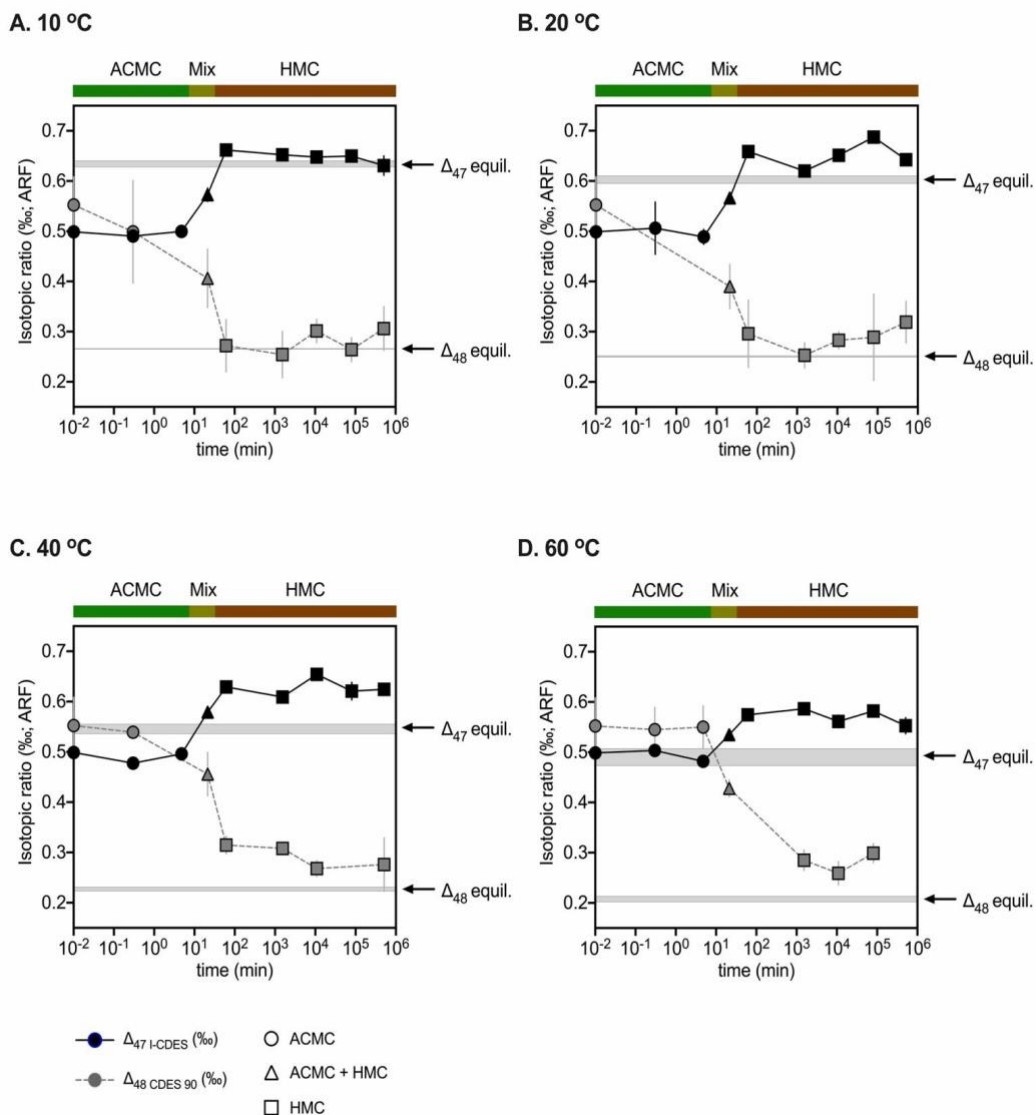 A. 10 °C
ACMC Mix HMC
Isotopic ratio (‰; ARF)
0.7
0.6
0.5
0.4
0.3
0.2
Δ47 equil.
Δ48 equil.
10-2 10-1 100 101 102 103 104 105 106
time (min)
B. 20 °C
ACMC Mix HMC
Isotopic ratio (‰; ARF)
0.7
0.6
0.5
0.4
0.3
0.2
Δ47 equil.
Δ48 equil.
10-2 10-1 100 101 102 103 104 105 106
time (min)
C. 40 °C
ACMC Mix HMC
Isotopic ratio (‰; ARF)
0.7
0.6
0.5
0.4
0.3
0.2
Δ47 equil.
Δ48 equil.
10-2 10-1 100 101 102 103 104 105 106
time (min)
D. 60 °C
ACMC Mix HMC
Isotopic ratio (‰; ARF)
0.7
0.6
0.5
0.4
0.3
0.2
Δ47 equil.
Δ48 equil.
10-2 10-1 100 101 102 103 104 105 106
time (min)
Δ47 I-CDES (‰)
Δ48 CDES 90 (‰)
ACMC
ACMC + HMC
HMC